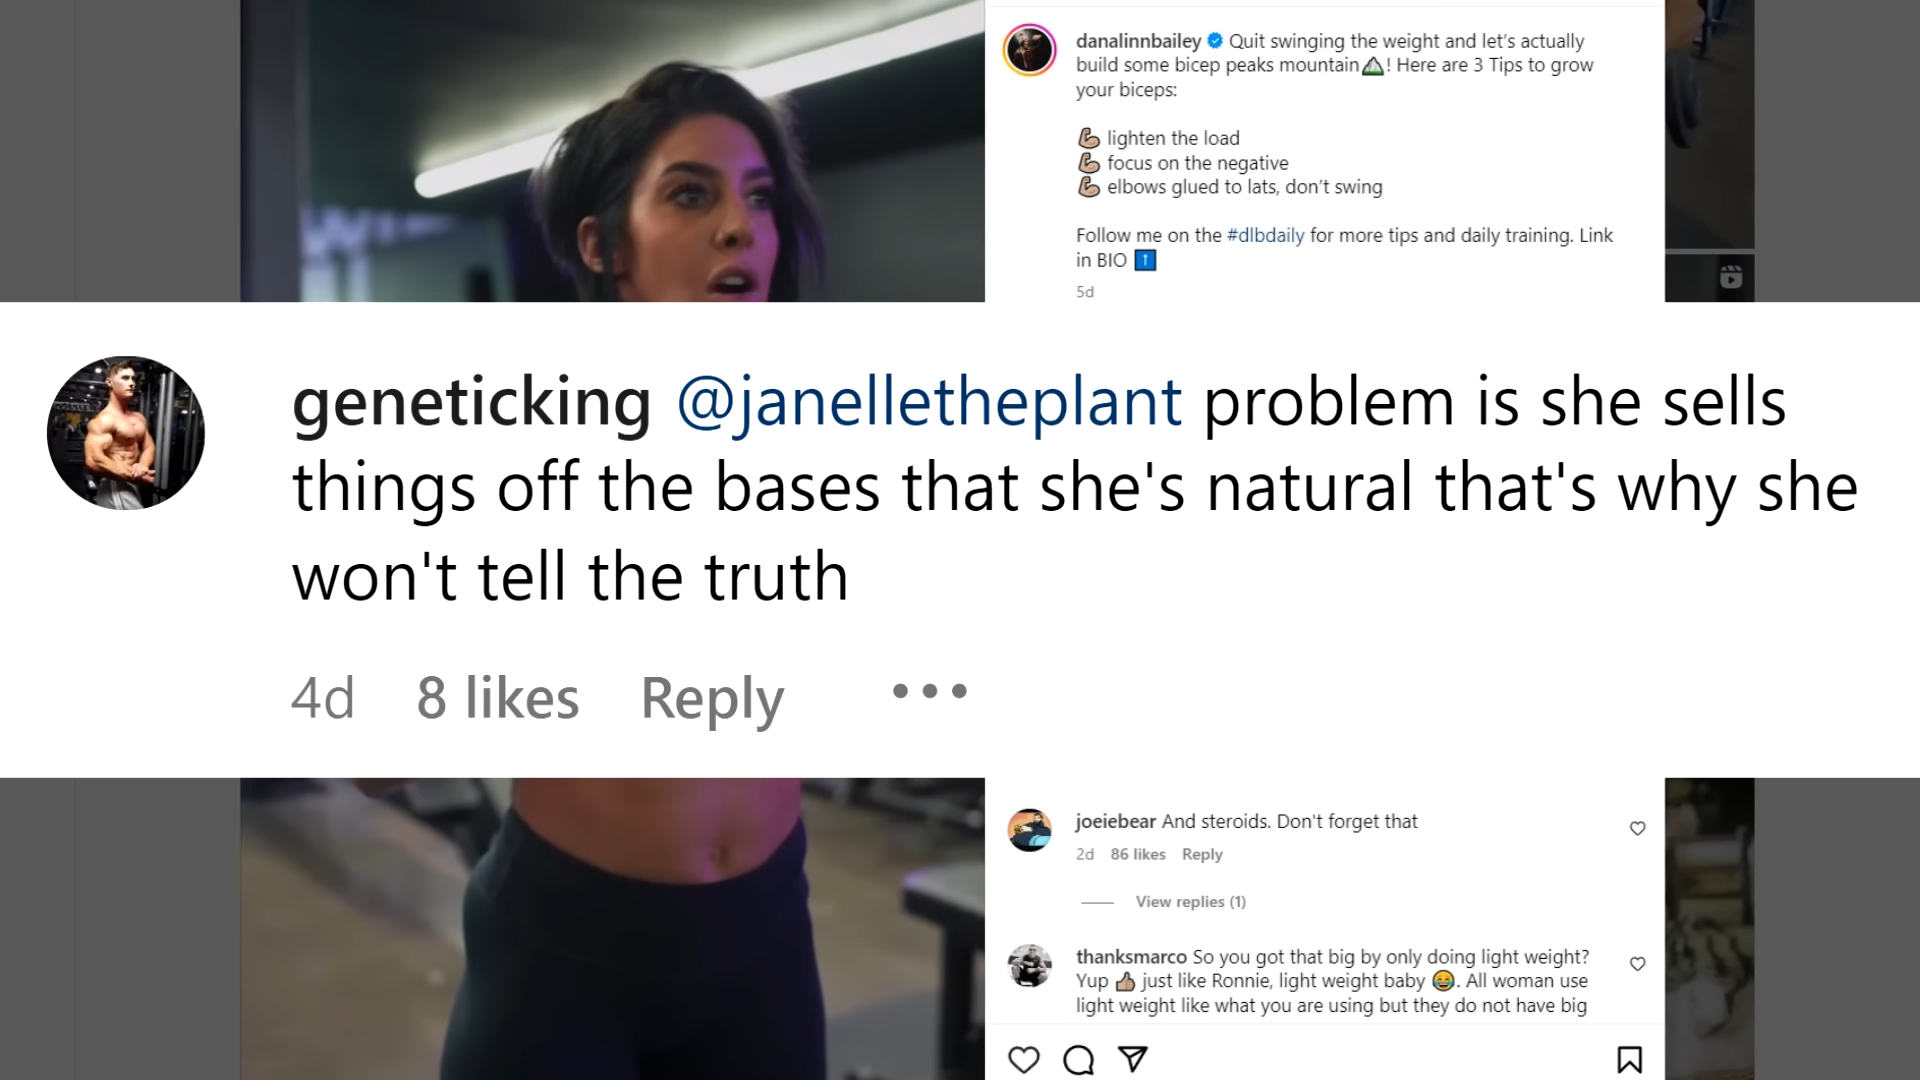 danalinnbailey Quit swinging the weight and let's actually
build some bicep peaks mountain⛰! Here are 3 Tips to grow
your biceps:
💪🏼 lighten the load
💪🏼 focus on the negative
💪🏼 elbows glued to lats, don't swing
Follow me on the #dlbdaily for more tips and daily training. Link
in BIO ⬆
5d
geneticking @janelletheplant problem is she sells
things off the bases that she's natural that's why she
won't tell the truth
4d 8 likes Reply •••
joeiebear And steroids. Don't forget that
2d 86 likes Reply
View replies (1)
thanksmarco So you got that big by only doing light weight?
Yup 👍🏼 just like Ronnie, light weight baby 😂. All woman use
light weight like what you are using but they do not have big